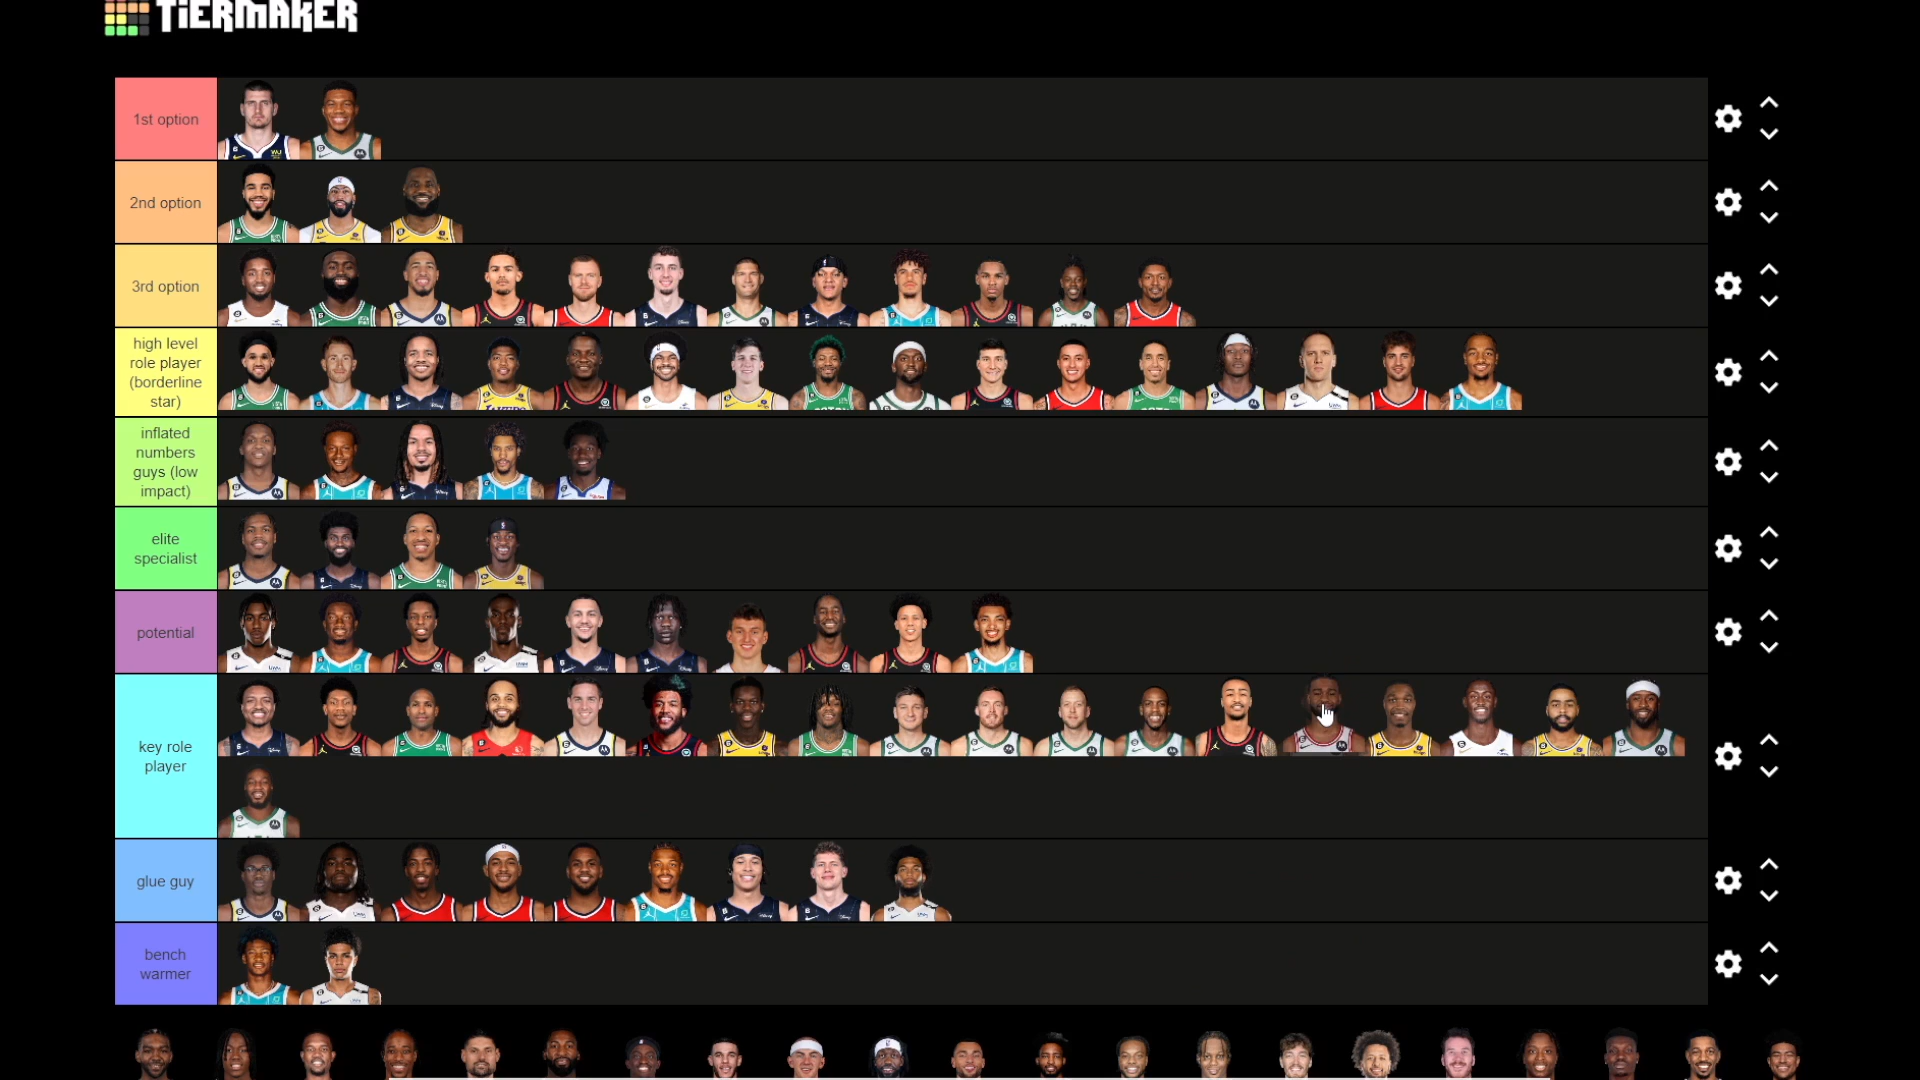 TiERMAKER
1st option
2nd option
3rd option
high level
role player
(borderline
star)
inflated
numbers
guys (low
impact)
elite
specialist
potential
key role
player
glue guy
bench
warmer